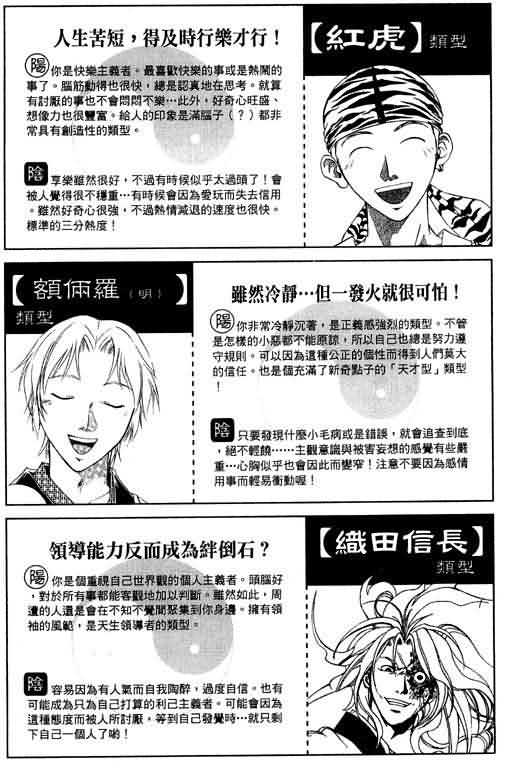 人生苦短，得及時行樂才行！
【紅虎】類型
陽 你是快樂主義者。最喜歡快樂的事或是熱鬧的
事了。腦筋動得也很快，總是認真地在思考。就算
有討厭的事也不會悶悶不樂…此外，好奇心旺盛、
想像力也很豐富。給人的印象是滿腦子（？）都非
常具有創造性的類型。
陰 享樂雖然很好，不過有時候似乎太過頭了！會
被人覺得很不穩重…有時候會因為愛玩而失去信用
。雖然好奇心很強，不過熱情減退的速度也很快。
標準的三分熱度！
【額倆羅（明）】
類型
雖然冷靜…但一發火就很可怕！
陽 你非常冷靜沉著，是正義感強烈的類型。不管
是怎樣的小惡都不能原諒，所以自己也總是努力遵
守規則。可以因為這種公正的個性而得到人們莫大
的信任。也是個充滿了新奇點子的「天才型」類型
！
陰 只要發現什麼小毛病或是錯誤，就會追查到底
，絕不輕饒……主觀意識與被害妄想的感覺有些嚴
重…心胸似乎也會因此而變窄！注意不要因為感情
用事而輕易衝動喔！
領導能力反而成為絆倒石？
【織田信長】
類型
陽 你是個重視自己世界觀的個人主義者。頭腦好
，對於所有事都能客觀地加以判斷。雖然如此，周
遭的人還是會在不知不覺間聚集到你身邊。擁有領
袖的風範，是天生領導者的類型。
陰 容易因為有人氣而自我陶醉，過度自信。也有
可能成為只為自己打算的利己主義者。可能會因為
這種態度而被人所討厭。等到自己發覺時…就只剩
下自己一個人了喲！